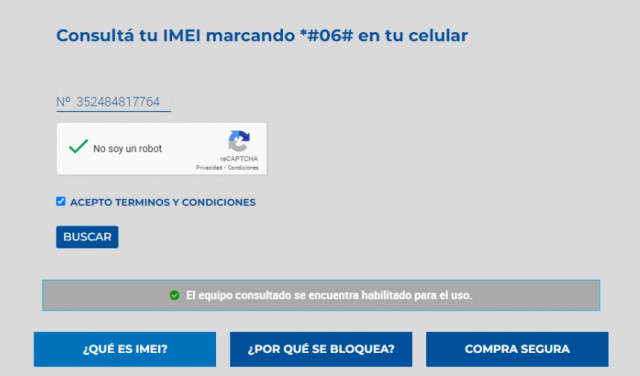 Consultá tu IMEI marcando *#06# en tu celular
Nº 352484817764
No soy un robot
reCAPTCHA
Privacidad - Condiciones
ACEPTO TERMINOS Y CONDICIONES
BUSCAR
El equipo consultado se encuentra habilitado para el uso.
¿QUÉ ES IMEI?
¿POR QUÉ SE BLOQUEA?
COMPRA SEGURA